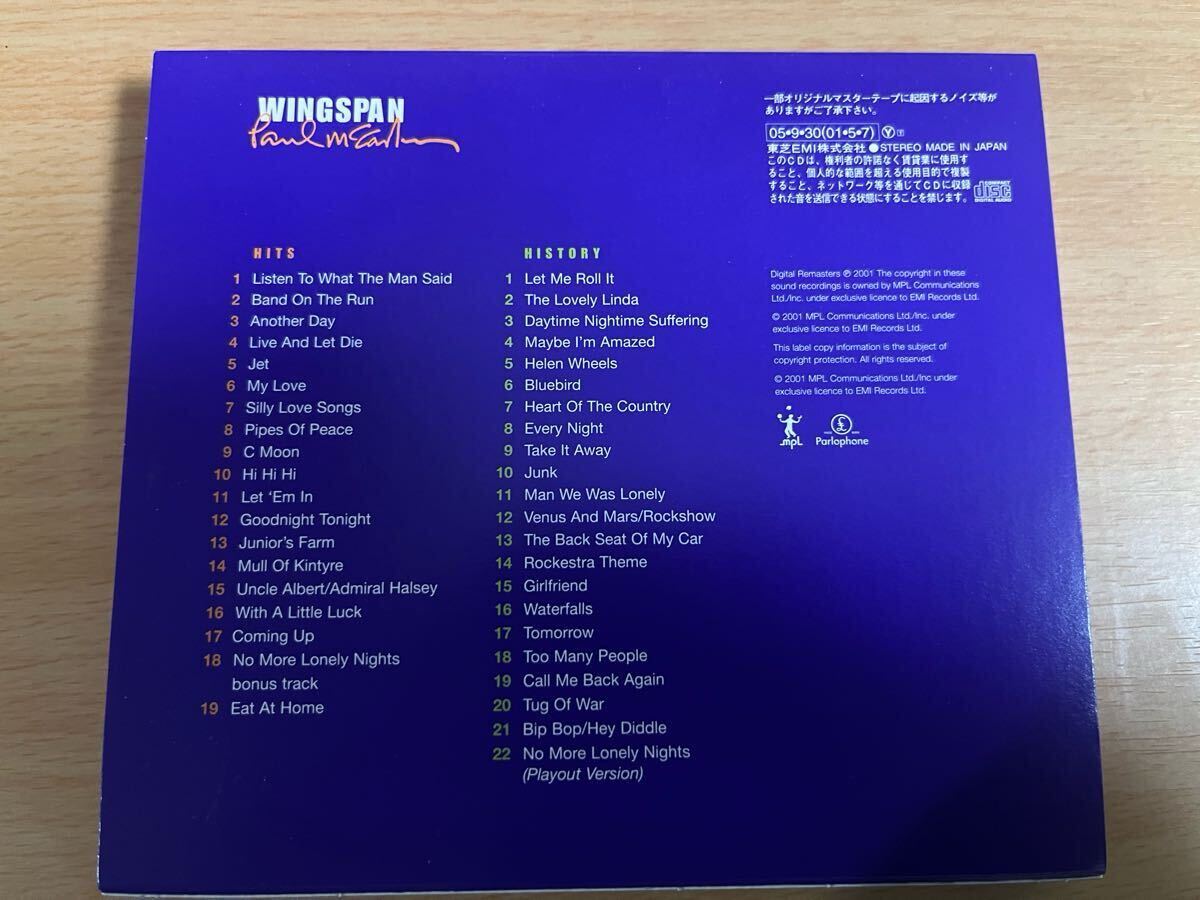 WINGSPAN
Paul McCartney
HITS
1 Listen To What The Man Said
2 Band On The Run
3 Another Day
4 Live And Let Die
5 Jet
6 My Love
7 Silly Love Songs
8 Pipes Of Peace
9 C Moon
10 Hi Hi Hi
11 Let ‘Em In
12 Goodnight Tonight
13 Junior's Farm
14 Mull Of Kintyre
15 Uncle Albert/Admiral Halsey
16 With A Little Luck
17 Coming Up
18 No More Lonely Nights
bonus track
19 Eat At Home
HISTORY
1 Let Me Roll It
2 The Lovely Linda
3 Daytime Nightime Suffering
4 Maybe I'm Amazed
5 Helen Wheels
6 Bluebird
7 Heart Of The Country
8 Every Night
9 Take It Away
10 Junk
11 Man We Was Lonely
12 Venus And Mars/Rockshow
13 The Back Seat Of My Car
14 Rockestra Theme
15 Girlfriend
16 Waterfalls
17 Tomorrow
18 Too Many People
19 Call Me Back Again
20 Tug Of War
21 Bip Bop/Hey Diddle
22 No More Lonely Nights
(Playout Version)
一部オリジナルマスターテープに起因するノイズ等が
ありますがご了承下さい。
05•9•30(01•5•7) Ⓨ
東芝EMI株式会社 ●STEREO MADE IN JAPAN
このCDは、権利者の許諾なく賃貸業に使用す
ること、個人的な範囲を超える使用目的で複製
すること、ネットワーク等を通じてCDに収録
された音を送信できる状態にすることを禁じます。
COMPACT
disc
DIGITAL AUDIO
Digital Remasters ℗ 2001 The copyright in these
sound recordings is owned by MPL Communications
Ltd./Inc. under exclusive licence to EMI Records Ltd.
© 2001 MPL Communications Ltd./Inc. under
exclusive licence to EMI Records Ltd.
This label copy information is the subject of
copyright protection. All rights reserved.
© 2001 MPL Communications Ltd./Inc under
exclusive licence to EMI Records Ltd.
mpL
£
Parlophone